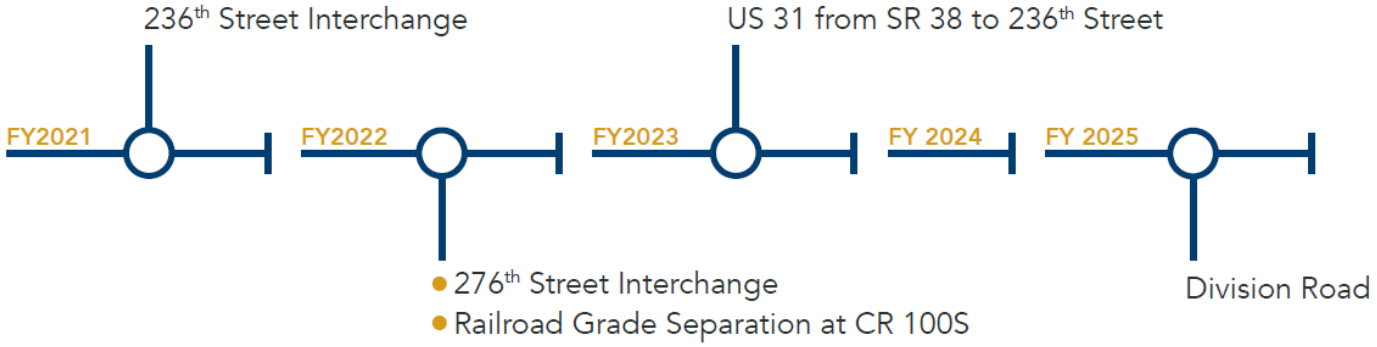 236th Street Interchange
US 31 from SR 38 to 236th Street
FY2021
FY2022
FY2023
FY 2024
FY 2025
276th Street Interchange
Railroad Grade Separation at CR 100S
Division Road